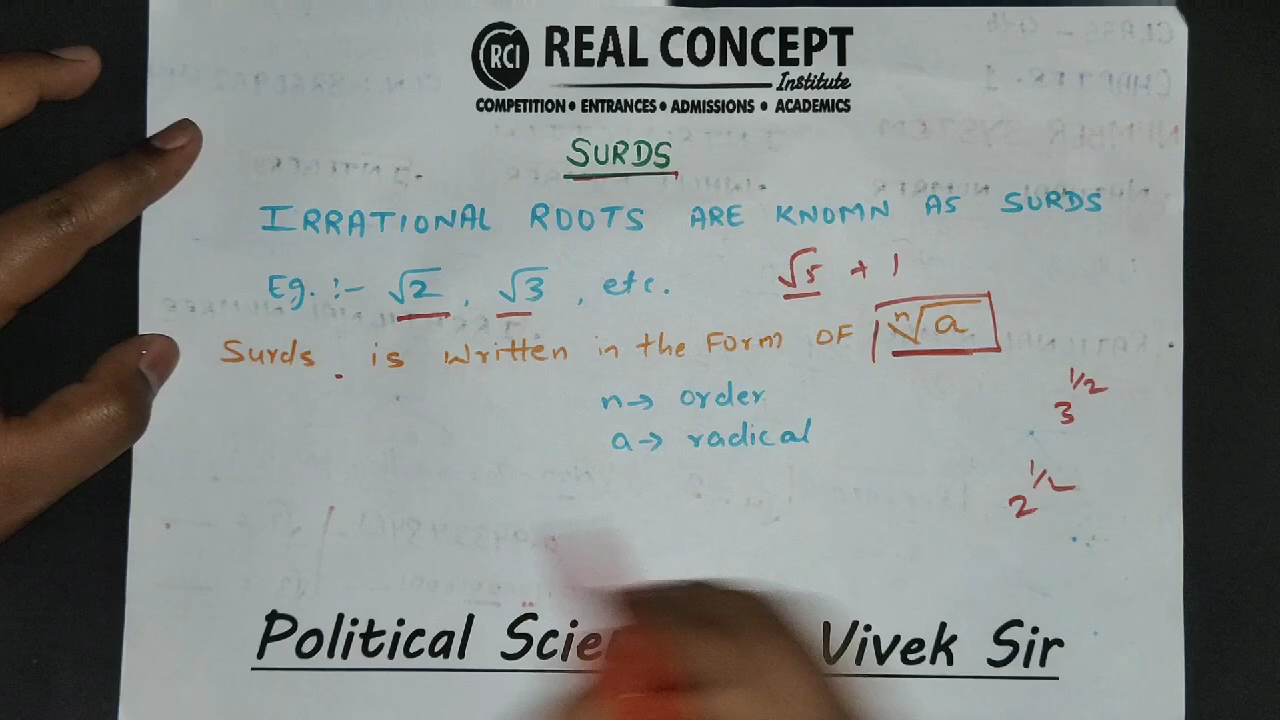 RCI REAL CONCEPT
Institute
COMPETITION • ENTRANCES • ADMISSIONS • ACADEMICS
SURDS
IRRATIONAL ROOTS ARE KNOMN AS SURDS
Eg. :- √2 , √3 , etc. √5 + 1
Surds . is written in the Form OF ⁿ√a
n → order
a → radical
3^1/2
2^1/2
Political Vivek Sir